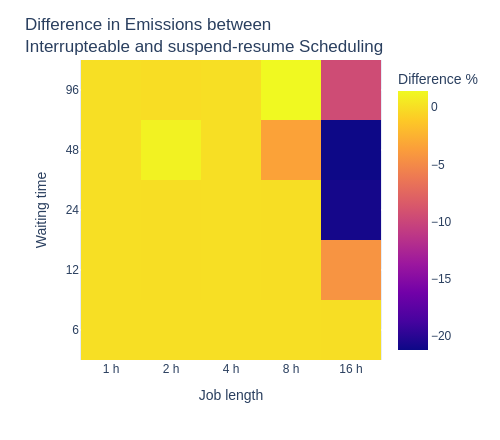 Difference in Emissions between
Interrupteable and suspend-resume Scheduling
Difference %
96
48
24
12
6
Waiting time
0
−5
−10
−15
−20
1 h 2 h 4 h 8 h 16 h
Job length